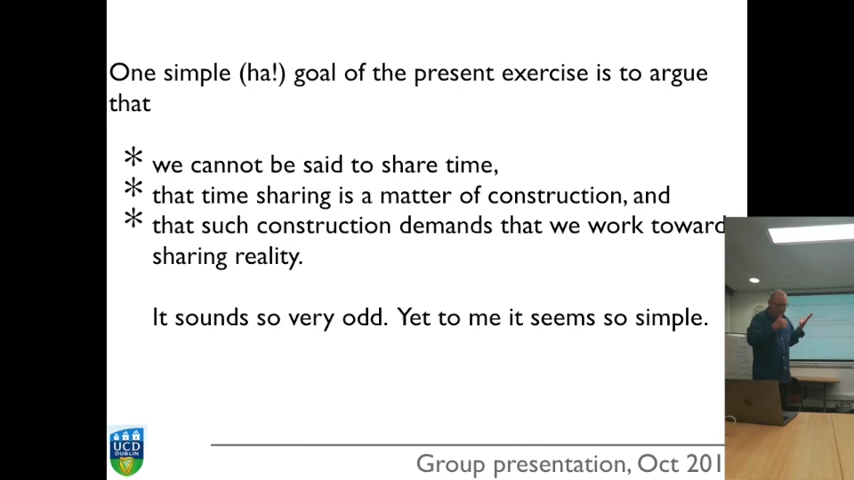 One simple (ha!) goal of the present exercise is to argue
that
* we cannot be said to share time,
* that time sharing is a matter of construction, and
* that such construction demands that we work toward
sharing reality.
It sounds so very odd. Yet to me it seems so simple.
UCD
DUBLIN
Group presentation, Oct 201